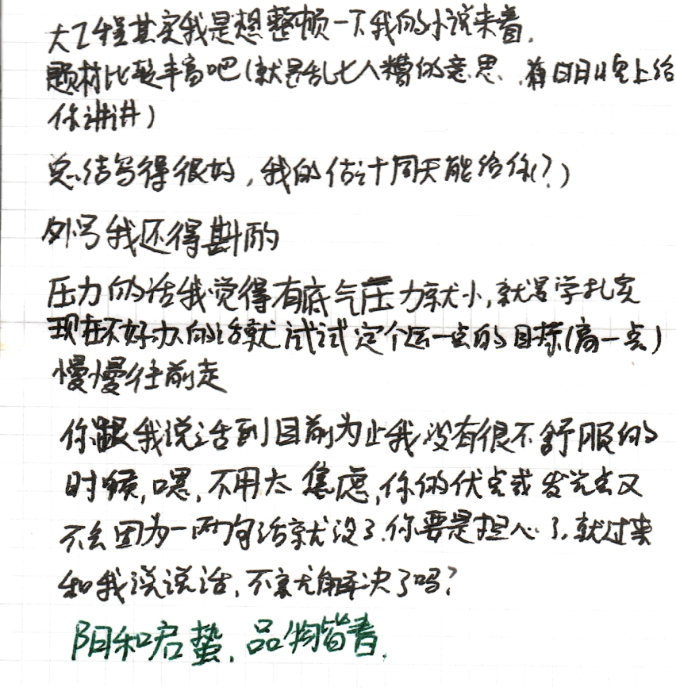 大工程其实我是想整顿一下我的小说来着，
题材比较丰富吧（就是乱七八糟的意思，有日日晚上给
你讲讲）
总结写得很好，我的估计周天能给你（？）
外号我还得斟酌
压力的话我觉得有底气压力就小，就是学扎实
现在不好办的话就试试定个远一点的目标（高一点）
慢慢往前走
你跟我说话到目前为止我没有很不舒服的
时候，嘿，不用太焦虑，你的优点或发光点又
不会因为一两句话就没了，你要是担心了，就过来
和我说说话，不就无解决了吗？
阳和启蛰，品物皆春.